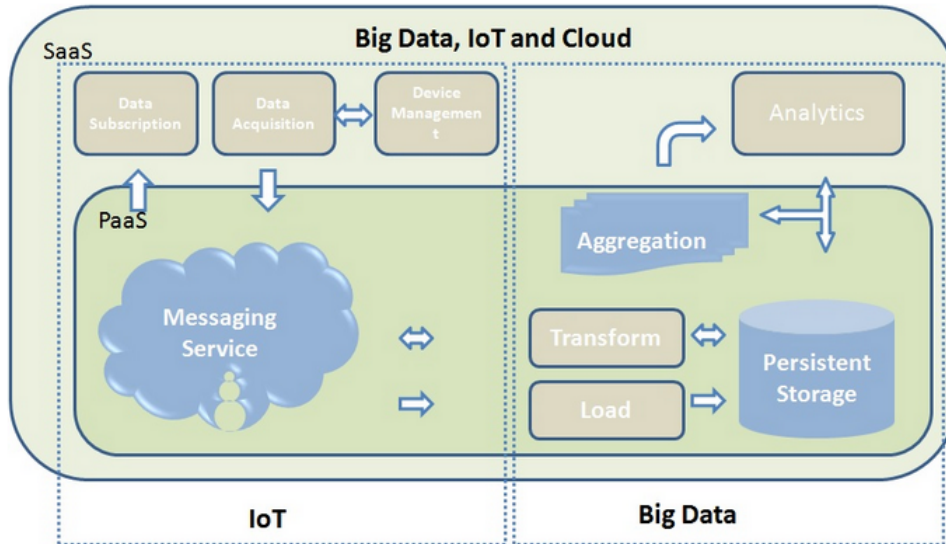 Big Data, IoT and Cloud
SaaS
Data
Subscription
Data
Acquisition
Device
Managemen
t
Analytics
PaaS
Aggregation
Messaging
Service
Transform
Load
Persistent
Storage
IoT
Big Data